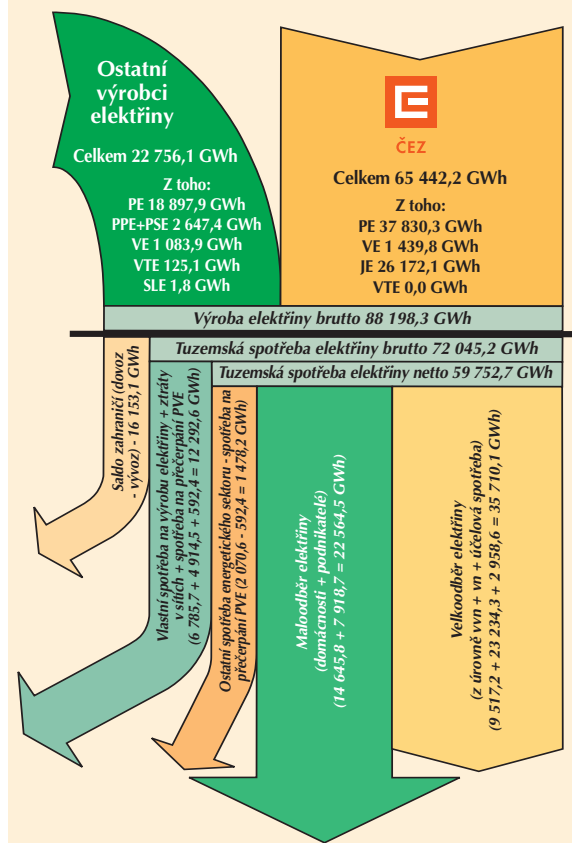 Ostatní
výrobci
elektřiny
Celkem 22 756,1 GWh
Z toho:
PE 18 897,9 GWh
PPE+PSE 2 647,4 GWh
VE 1 083,9 GWh
VTE 125,1 GWh
SLE 1,8 GWh
ČEZ
Celkem 65 442,2 GWh
Z toho:
PE 37 830,3 GWh
VE 1 439,8 GWh
JE 26 172,1 GWh
VTE 0,0 GWh
Výroba elektřiny brutto 88 198,3 GWh
Tuzemská spotřeba elektřiny brutto 72 045,2 GWh
Tuzemská spotřeba elektřiny netto 59 752,7 GWh
Saldo zahraničí (dovoz
- vývoz) - 16 153,1 GWh
Vlastní spotřeba na výrobu elektřiny + ztráty
v sítích + spotřeba na přečerpání PVE
(6 785,7 + 4 914,5 + 592,4 = 12 292,6 GWh)
Ostatní spotřeba energetického sektoru - spotřeba na
přečerpání PVE (2 070,6 - 592,4 = 1 478,2 GWh)
Maloodběr elektřiny
(domácnosti + podnikatelé)
(14 645,8 + 7 918,7 = 22 564,5 GWh)
Velkoodběr elektřiny
(z úrovně vvn + vn + účelová spotřeba)
(9 517,2 + 23 234,3 + 2 958,6 = 35 710,1 GWh)